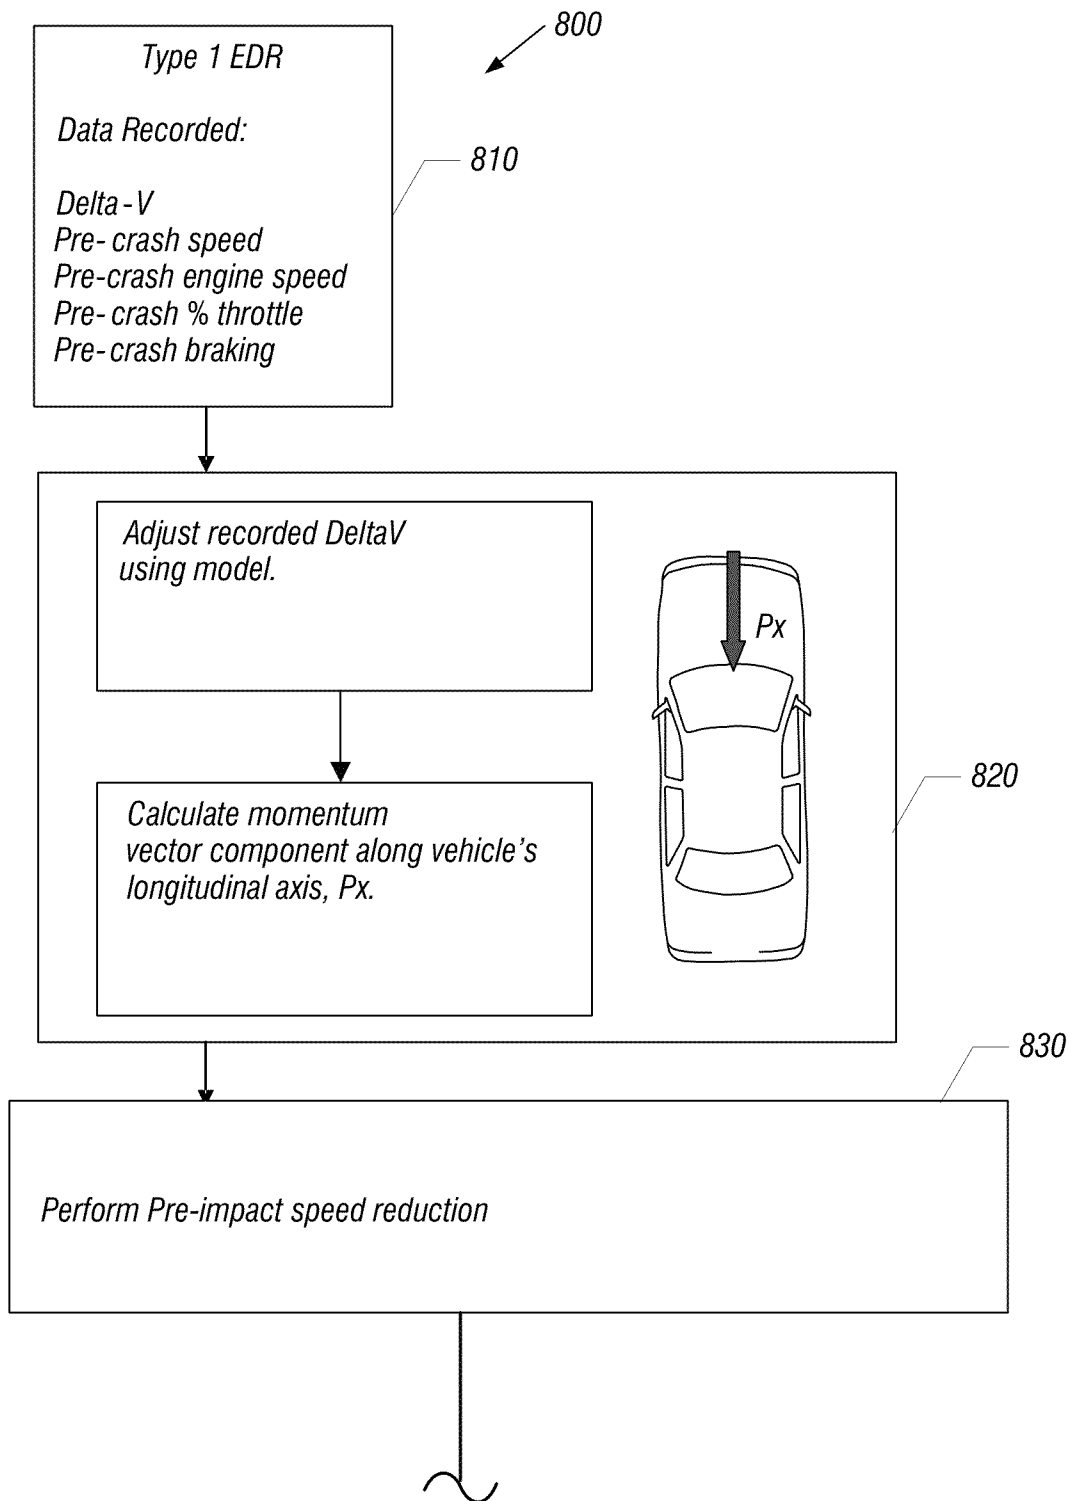 800
Type 1 EDR
Data Recorded:
810
Delta-V
Pre-crash speed
Pre-crash engine speed
Pre-crash % throttle
Pre-crash braking
Adjust recorded DeltaV
using model.
Px
820
Calculate momentum
vector component along vehicle's
longitudinal axis, Px.
830
Perform Pre-impact speed reduction